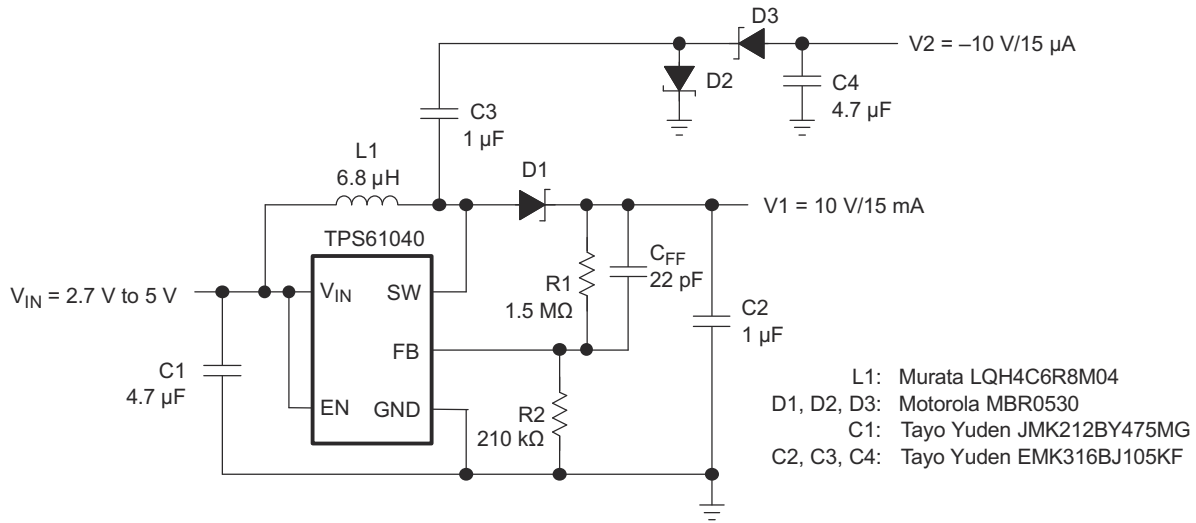 D3
V2 = –10 V/15 µA
D2
C4
4.7 µF
C3
1 µF
L1
6.8 µH
D1
V1 = 10 V/15 mA
TPS61040
VIN = 2.7 V to 5 V
VIN
SW
R1
1.5 MΩ
CFF
22 pF
C2
1 µF
FB
C1
4.7 µF
EN
GND
R2
210 kΩ
L1: Murata LQH4C6R8M04
D1, D2, D3: Motorola MBR0530
C1: Tayo Yuden JMK212BY475MG
C2, C3, C4: Tayo Yuden EMK316BJ105KF